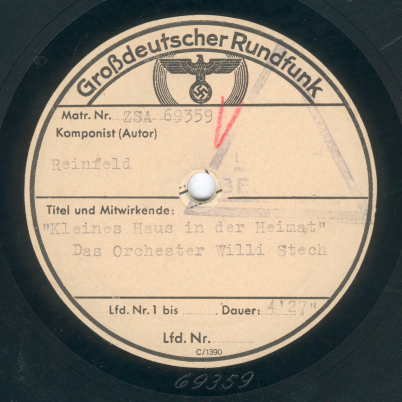 Großdeutscher Rundfunk
Matr. Nr. ZSA 69359
Komponist (Autor)
Reinfeld
Titel und Mitwirkende:
"Kleines Haus in der Heimat"
Das Orchester Willi Stech
Lfd. Nr. 1 bis Dauer: 4'27"
Lfd. Nr.
C/1390
69359